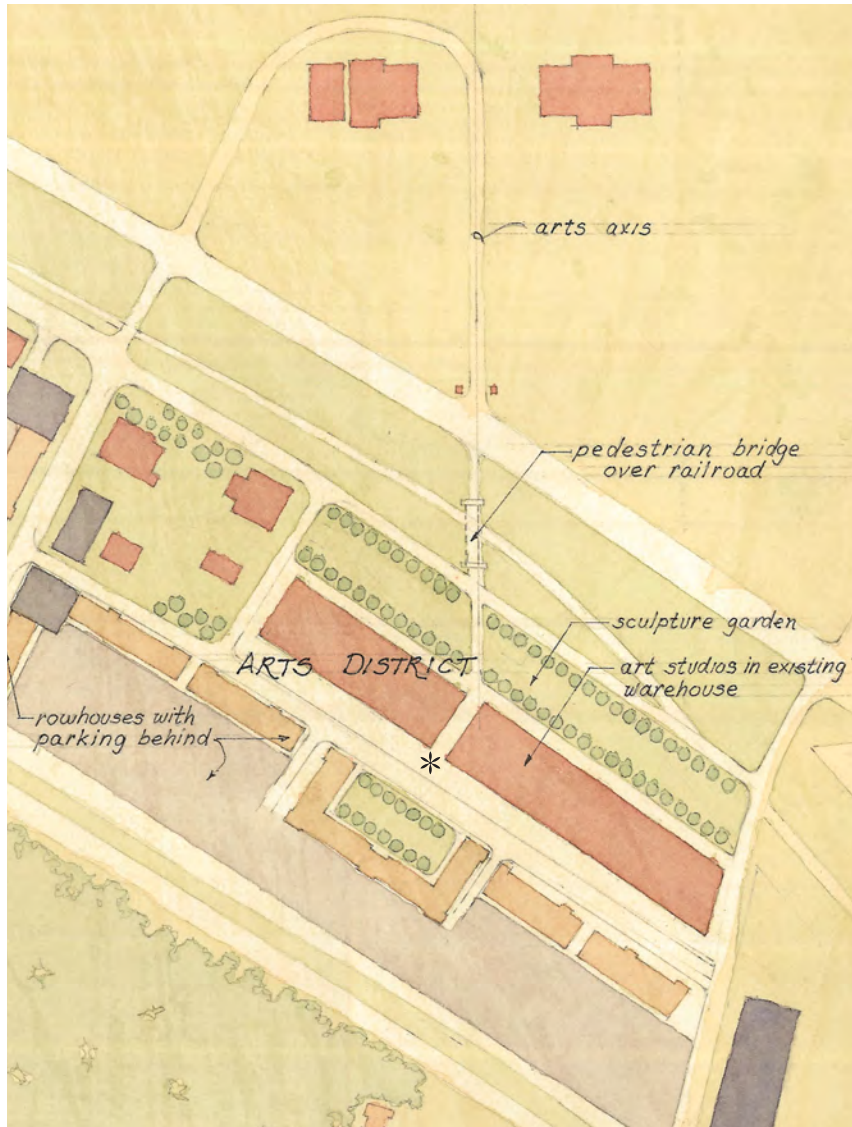 arts axis
pedestrian bridge
over railroad
sculpture garden
ARTS DISTRICT
art studios in existing
warehouse
rowhouses with
parking behind
*